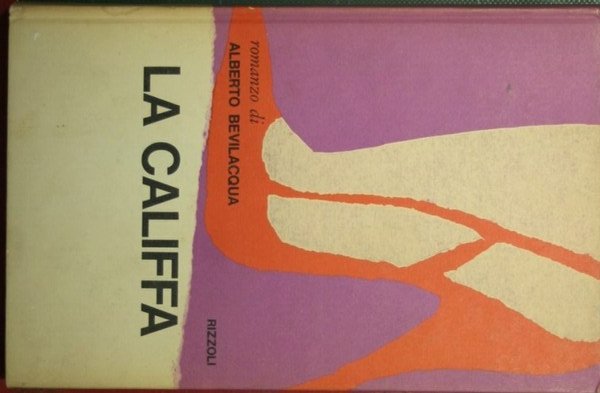 romanzo di
ALBERTO BEVILACQUA
LA CALIFFA
RIZZOLI